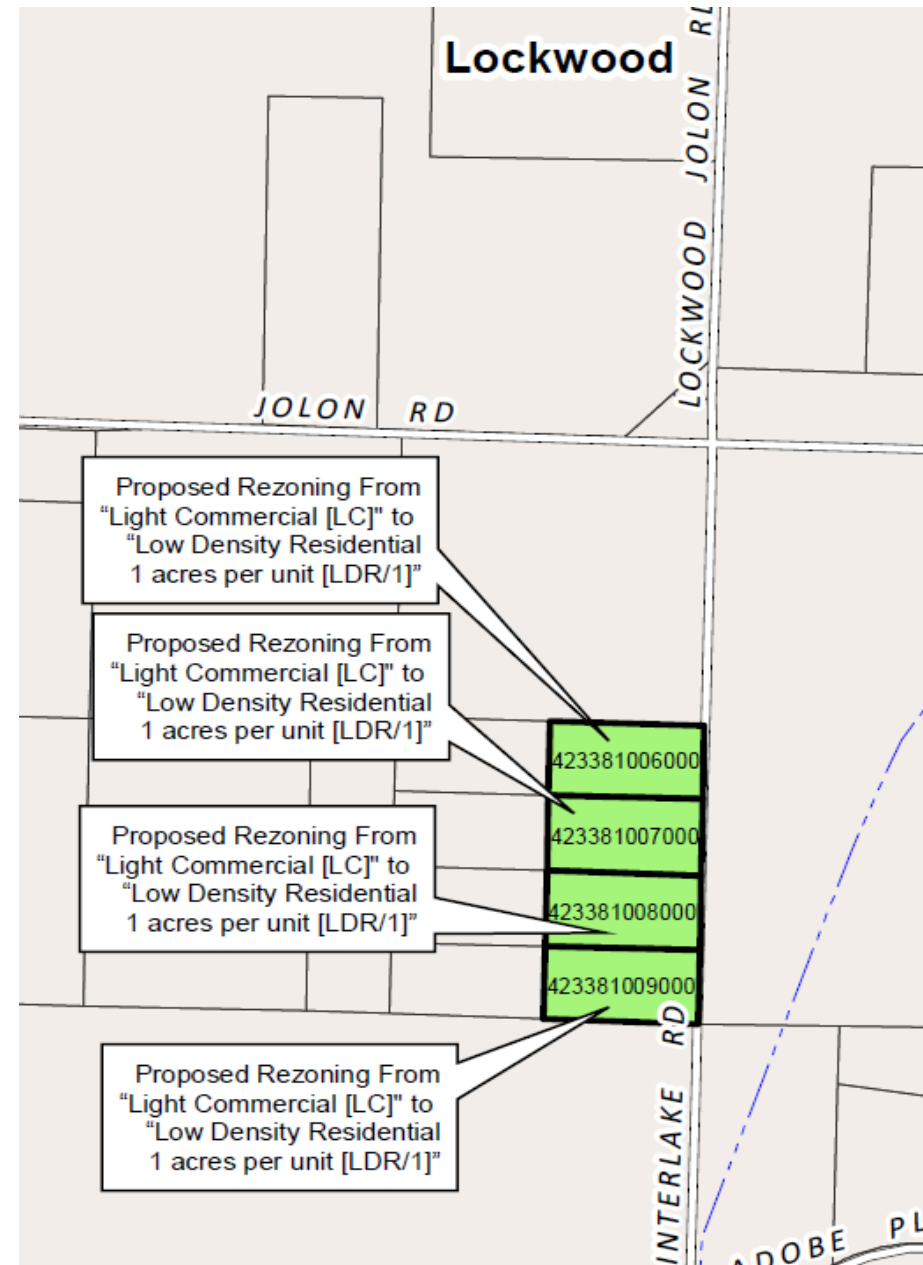 Lockwood
LOCKWOOD JOLON RD
JOLON RD
Proposed Rezoning From
“Light Commercial [LC]" to
“Low Density Residential
1 acres per unit [LDR/1]”
Proposed Rezoning From
“Light Commercial [LC]" to
“Low Density Residential
1 acres per unit [LDR/1]”
423381006000
423381007000
Proposed Rezoning From
“Light Commercial [LC]" to
“Low Density Residential
1 acres per unit [LDR/1]”
423381008000
423381009000
Proposed Rezoning From
“Light Commercial [LC]" to
“Low Density Residential
1 acres per unit [LDR/1]”
INTERLAKE RD
ADOBE PL